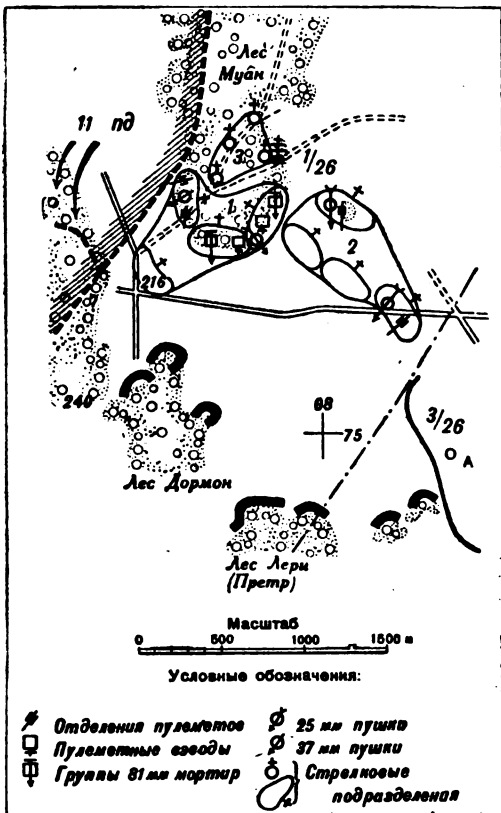 Лес
Муан
11 пд
3
1/26
1
2
216
240
08
75
3/26
А
Лес Дормон
Лес Лери
(Претр)
Масштаб
0 500 1000 1500 м
Условные обозначения:
Отделения пулеметов
Пулеметные взводы
Группы 81 мм мортир
25 мм пушки
37 мм пушки
Стрелковые
подразделения